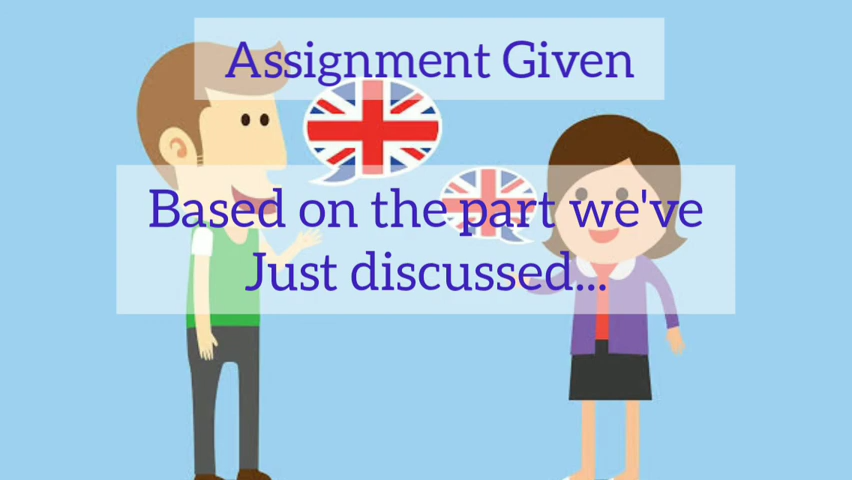 Assignment Given
Based on the part we've
Just discussed...